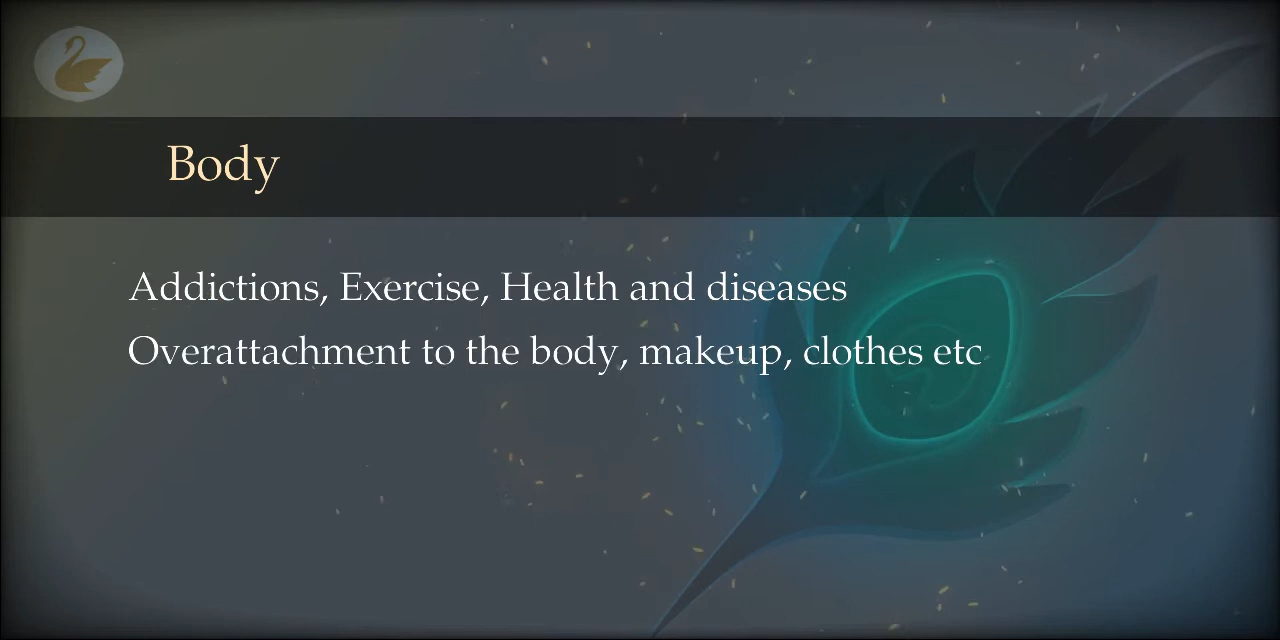 Body
Addictions, Exercise, Health and diseases
Overattachment to the body, makeup, clothes etc